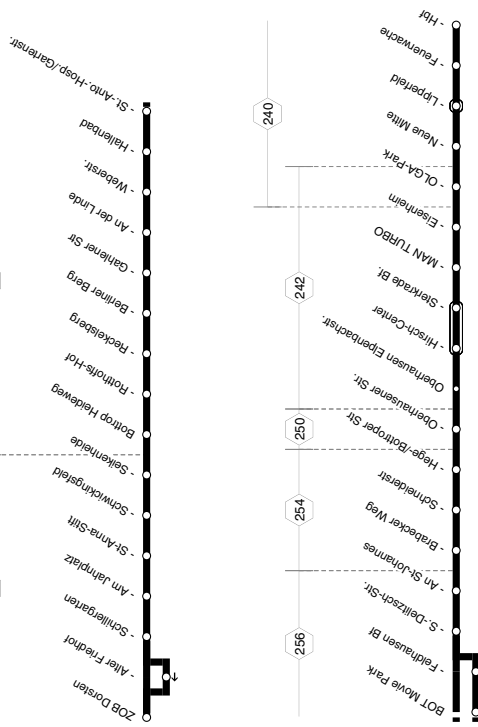 St.-Anto.-Hosp./Gartenstr. -
Hallenbad -
Weberstr. -
An der Linde -
Gahlener Str -
Berliner Berg -
Reckelsberg -
Rotthoffs-Hof -
Bottrop Heideweg -
Selkenheide -
Schwickingsfeld -
St-Anna-Stift -
Am Jahnplatz -
Schillergarten -
Alter Friedhof -
ZOB Dorsten
240
242
250
254
256
Hbf -
Feuerwache -
Lipperfeld -
Neue Mitte -
OLGA-Park -
Eisenheim -
MAN TURBO -
Sterkrade Bf. -
Hirsch-Center -
Oberhausen Elpenbachstr. -
Oberhausener Str. -
Hege-/Bottroper Str -
Schneiderstr -
Brabecker Weg -
An St-Johannes -
S.-Delitzsch-Str. -
Feldhausen Bf -
BOT Movie Park -